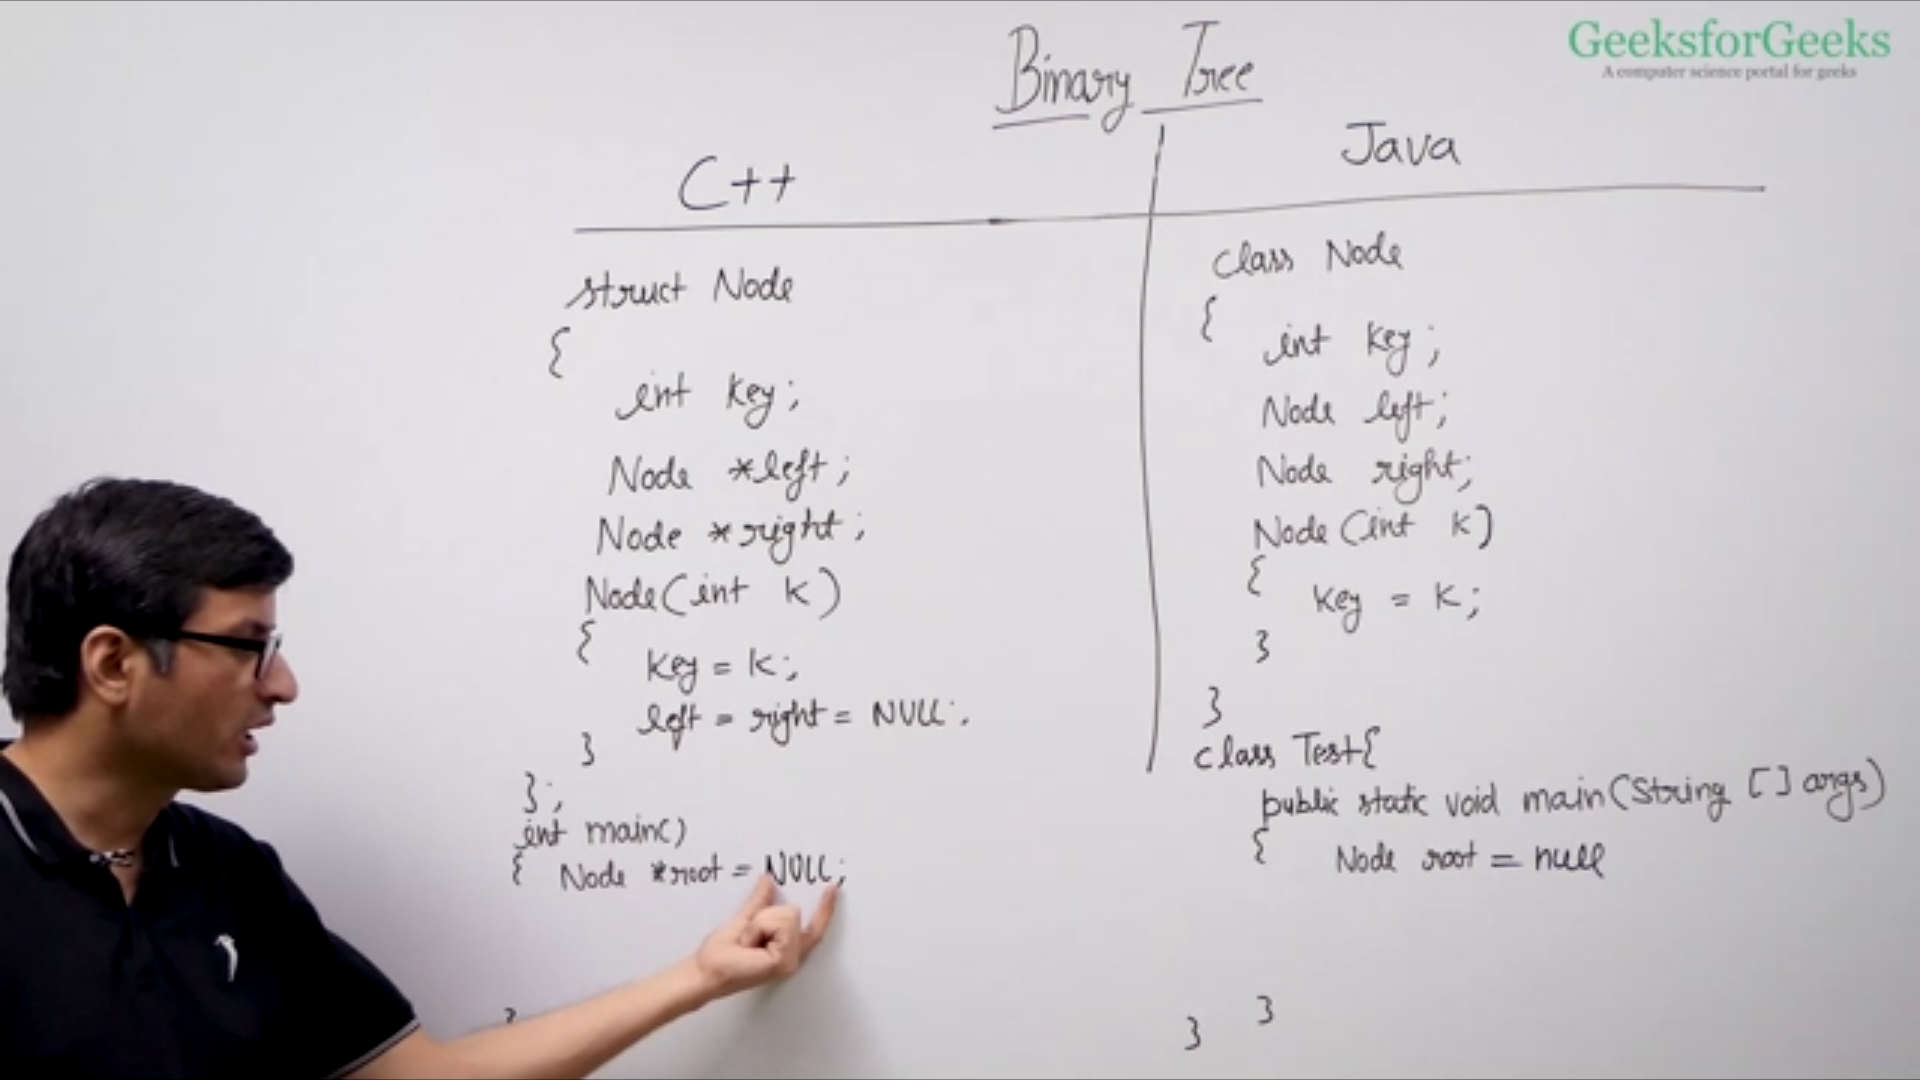 GeeksforGeeks
A computer science portal for geeks
Binary Tree
C++
struct Node
{
int key;
Node *left;
Node *right;
Node(int k)
{
key = k;
left = right = NULL;
}
};
int main()
{ Node *root = NULL;
}
Java
class Node
{
int key;
Node left;
Node right;
Node(int k)
{
key = k;
}
}
class Test{
public static void main(String [] args)
{ Node root = null
}
}